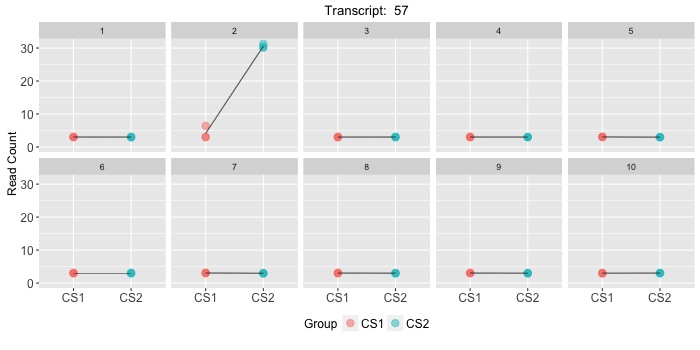 Transcript: 57
1 2 3 4 5
30
20
10
0
Read Count
6 7 8 9 10
30
20
10
0
CS1 CS2 CS1 CS2 CS1 CS2 CS1 CS2 CS1 CS2
Group CS1 CS2